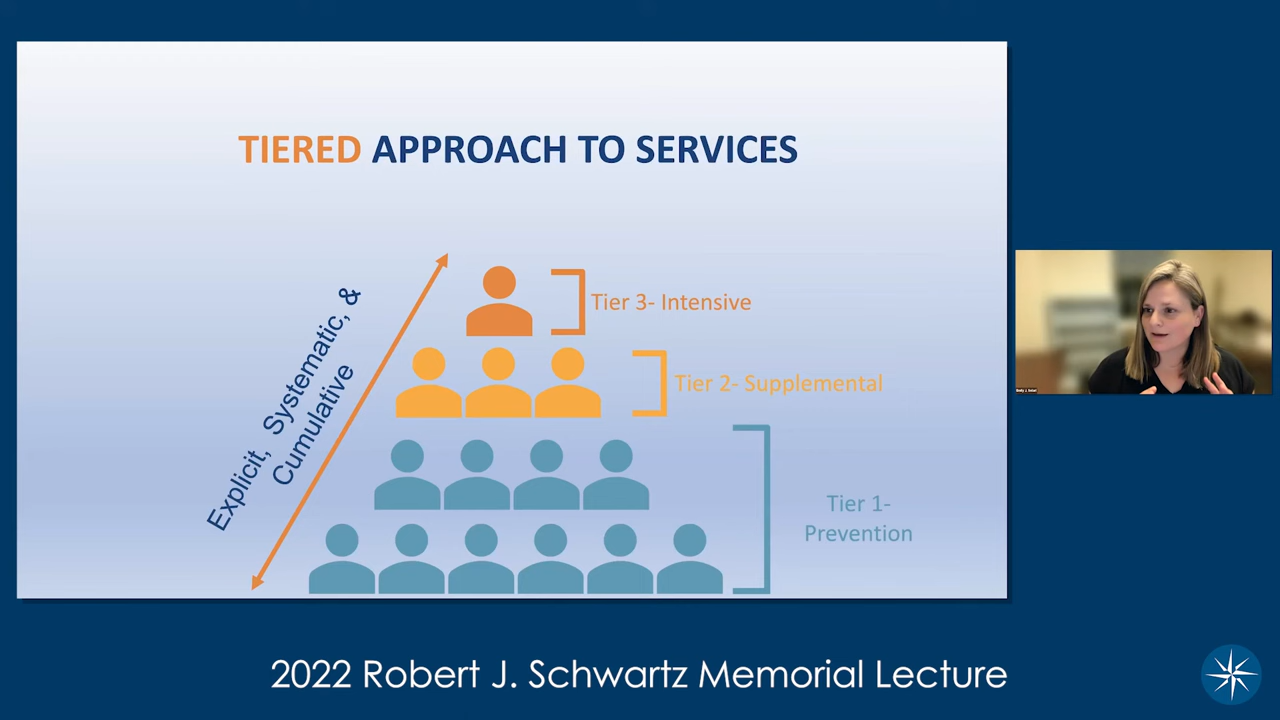 TIERED APPROACH TO SERVICES
Explicit, Systematic, &
Cumulative
Tier 3- Intensive
Tier 2- Supplemental
Tier 1-
Prevention
2022 Robert J. Schwartz Memorial Lecture